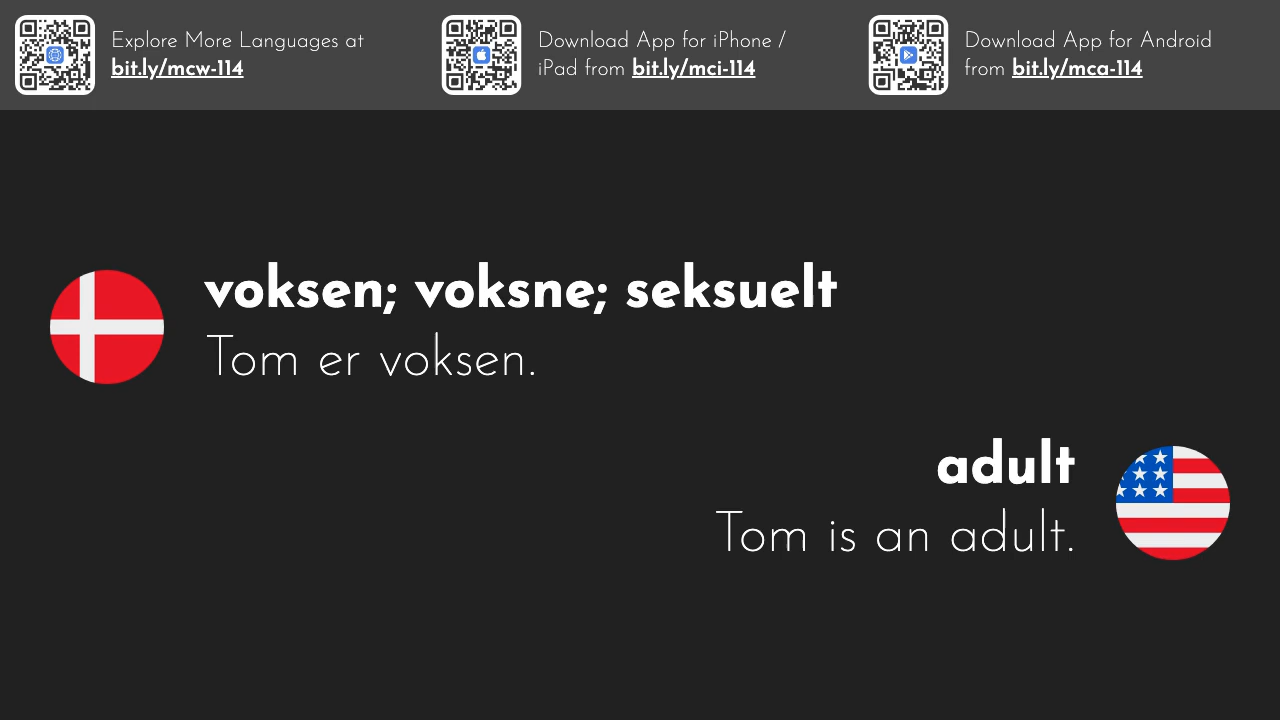 Explore More Languages at
bit.ly/mcw-114
Download App for iPhone /
iPad from bit.ly/mci-114
Download App for Android
from bit.ly/mca-114
voksen; voksne; seksuelt
Tom er voksen.
adult
Tom is an adult.